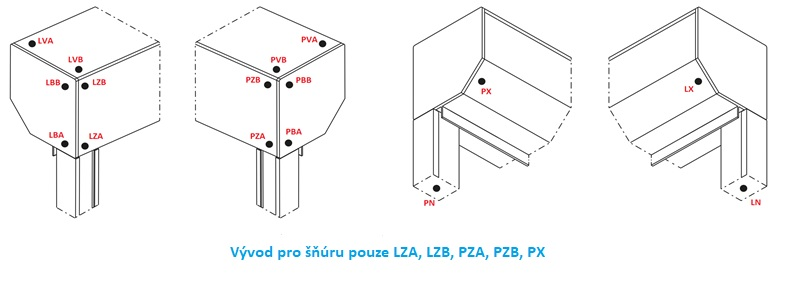 LVA
LVB
LBB
LZB
LBA
LZA
PVA
PVB
PZB
PBB
PZA
PBA
PX
PN
LX
LN
Vývod pro šňúru pouze LZA, LZB, PZA, PZB, PX